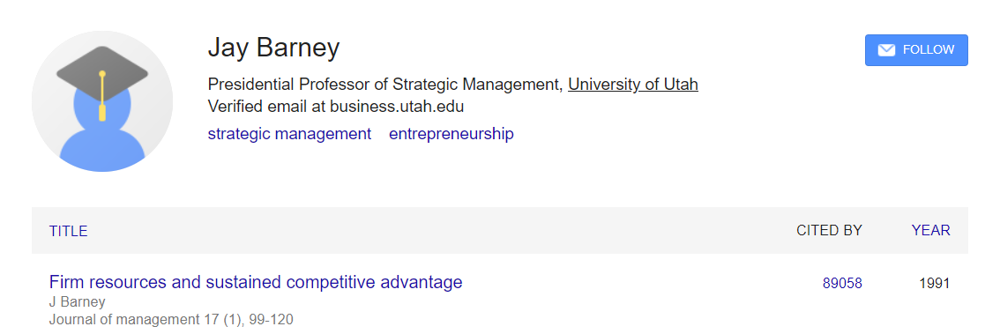 Jay Barney
FOLLOW
Presidential Professor of Strategic Management, University of Utah
Verified email at business.utah.edu
strategic management entrepreneurship
TITLE CITED BY YEAR
Firm resources and sustained competitive advantage 89058 1991
J Barney
Journal of management 17 (1), 99-120